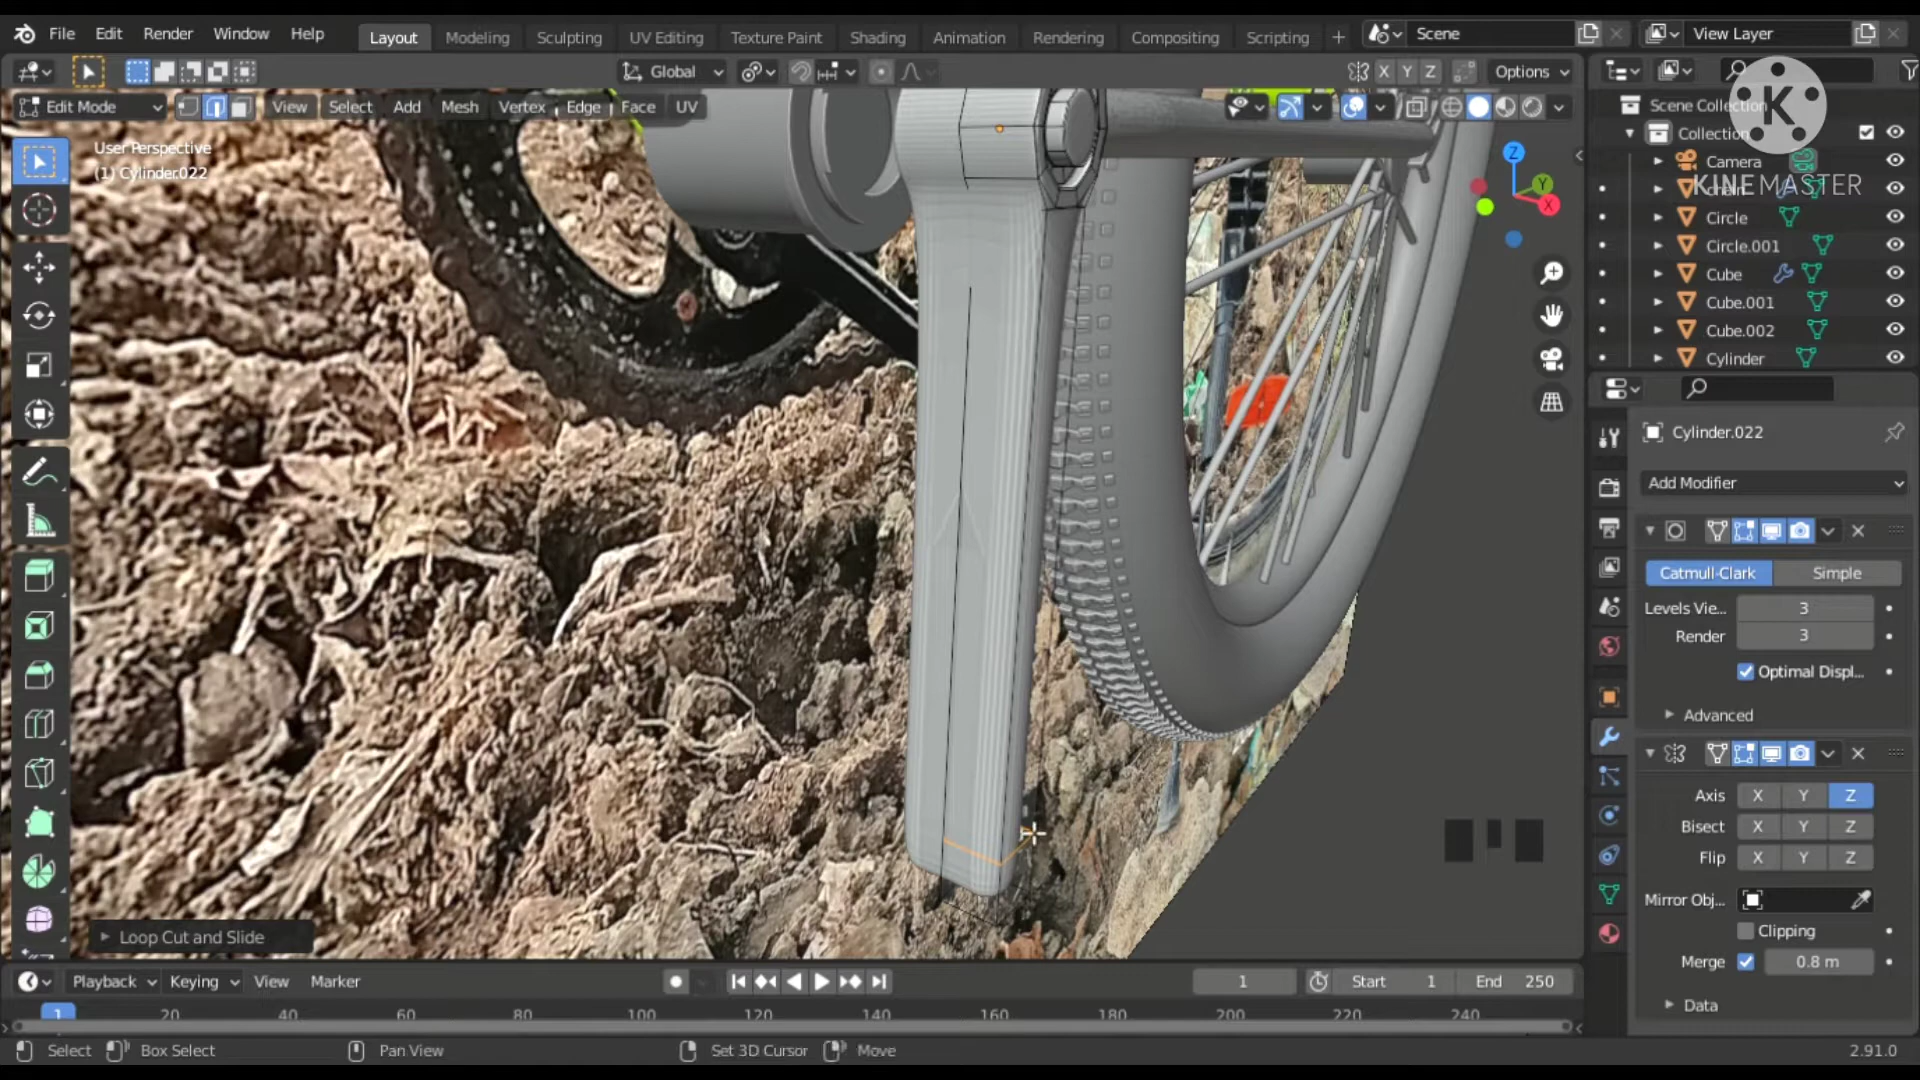 File Edit Render Window Help Layout Modeling Sculpting UV Editing Texture Paint Shading Animation Rendering Compositing Scripting + Scene View Layer
Global X Y Z Options
Edit Mode View Select Add Mesh Vertex Edge Face UV
User Perspective
(1) Cylinder.022
Z
Y
X
Scene Collection
Collection
Camera
Circle
Circle.001
Cube
Cube.001
Cube.002
Cylinder
K
KINEMASTER
Cylinder.022
Add Modifier
Catmull-Clark Simple
Levels Vie... 3
Render 3
Optimal Displ...
Advanced
Axis X Y Z
Bisect X Y Z
Flip X Y Z
Mirror Obj...
Clipping
Merge 0.8 m
Data
Loop Cut and Slide
Playback Keying View Marker 1 Start 1 End 250
1 20 40 60 80 100 120 140 160 180 200 220 240
Select Box Select Pan View Set 3D Cursor Move 2.91.0